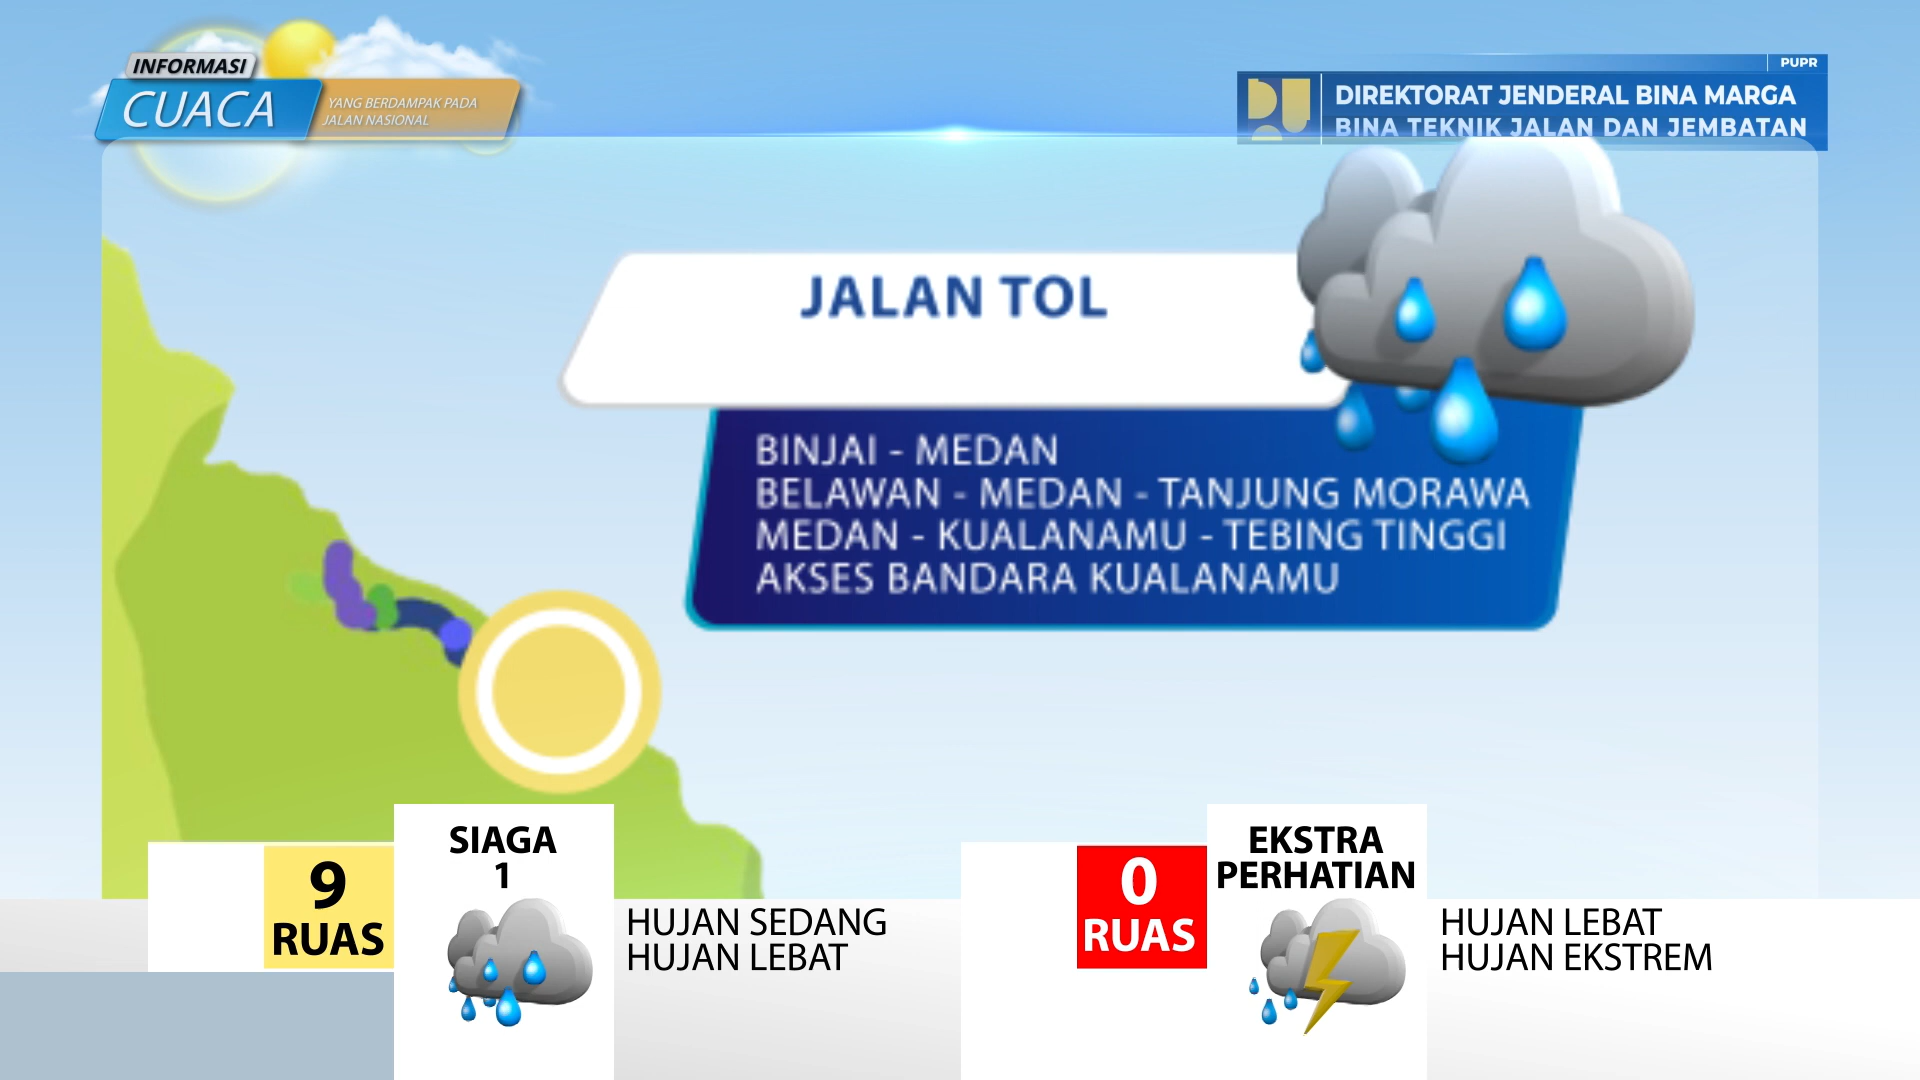 INFORMASI
CUACA
YANG BERDAMPAK PADA
JALAN NASIONAL
PUPR
DIREKTORAT JENDERAL BINA MARGA
BINA TEKNIK JALAN DAN JEMBATAN
JALAN TOL
BINJAI - MEDAN
BELAWAN - MEDAN - TANJUNG MORAWA
MEDAN - KUALANAMU - TEBING TINGGI
AKSES BANDARA KUALANAMU
9
RUAS
SIAGA
1
HUJAN SEDANG
HUJAN LEBAT
0
RUAS
EKSTRA
PERHATIAN
HUJAN LEBAT
HUJAN EKSTREM